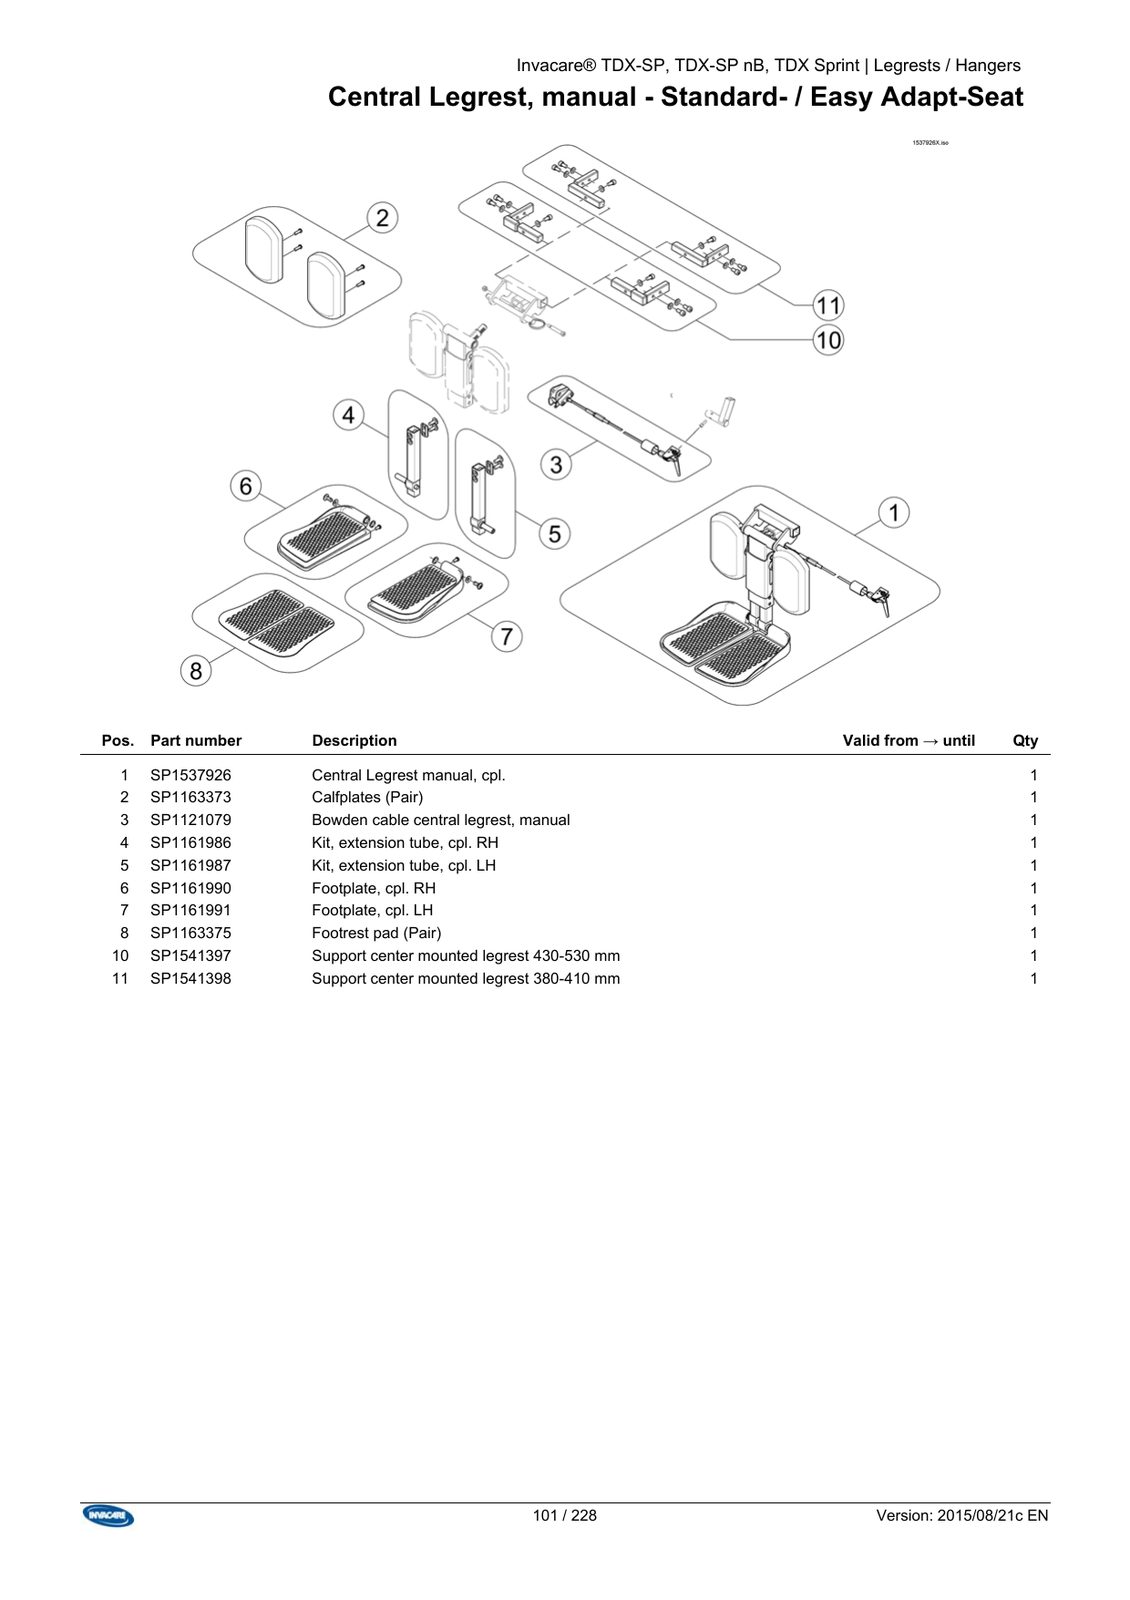 Invacare® TDX-SP, TDX-SP nB, TDX Sprint | Legrests / Hangers
Central Legrest, manual - Standard- / Easy Adapt-Seat
1537926X.iso
2
11
10
4
3
6
1
5
7
8
Pos. Part number Description Valid from → until Qty
1 SP1537926 Central Legrest manual, cpl. 1
2 SP1163373 Calfplates (Pair) 1
3 SP1121079 Bowden cable central legrest, manual 1
4 SP1161986 Kit, extension tube, cpl. RH 1
5 SP1161987 Kit, extension tube, cpl. LH 1
6 SP1161990 Footplate, cpl. RH 1
7 SP1161991 Footplate, cpl. LH 1
8 SP1163375 Footrest pad (Pair) 1
10 SP1541397 Support center mounted legrest 430-530 mm 1
11 SP1541398 Support center mounted legrest 380-410 mm 1
INVACARE 101 / 228 Version: 2015/08/21c EN